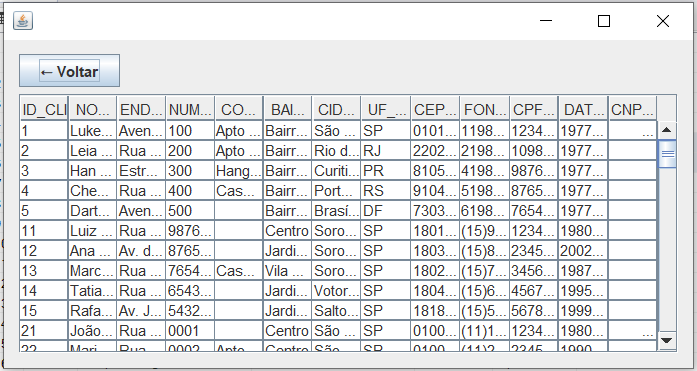 ← Voltar
ID_CLI NO... END... NUM... CO... BAI... CID... UF_... CEP... FON... CPF... DAT... CNP...
1 Luke... Aven... 100 Apto ... Bairr... São ... SP 0101... 1198... 1234... 1977... ...
2 Leia ... Rua ... 200 Apto ... Bairr... Rio d... RJ 2202... 2198... 1098... 1977...
3 Han ... Estr... 300 Hang... Bairr... Curiti... PR 8105... 4198... 9876... 1977...
4 Che... Rua ... 400 Cas... Bairr... Port... RS 9104... 5198... 8765... 1977...
5 Dart... Aven... 500 Bairr... Brasí... DF 7303... 6198... 7654... 1977...
11 Luiz ... Rua ... 9876... Centro Soro... SP 1801... (15)9... 1234... 1980...
12 Ana ... Av. d... 8765... Jardi... Soro... SP 1803... (15)8... 2345... 2002...
13 Marc... Rua ... 7654... Cas... Vila ... Soro... SP 1802... (15)7... 3456... 1987...
14 Tatia... Rua ... 6543... Jardi... Votor... SP 1804... (15)6... 4567... 1995...
15 Rafa... Av. J... 5432... Jardi... Salto... SP 1818... (15)5... 5678... 1999...
21 João... Rua ... 0001 Centro São ... SP 0100... (11)1... 1234... 1980... ...
22 Mari... Rua ... 0002 Apto ... Centro São ... SP 0100... (11)2... 2345... 1990...